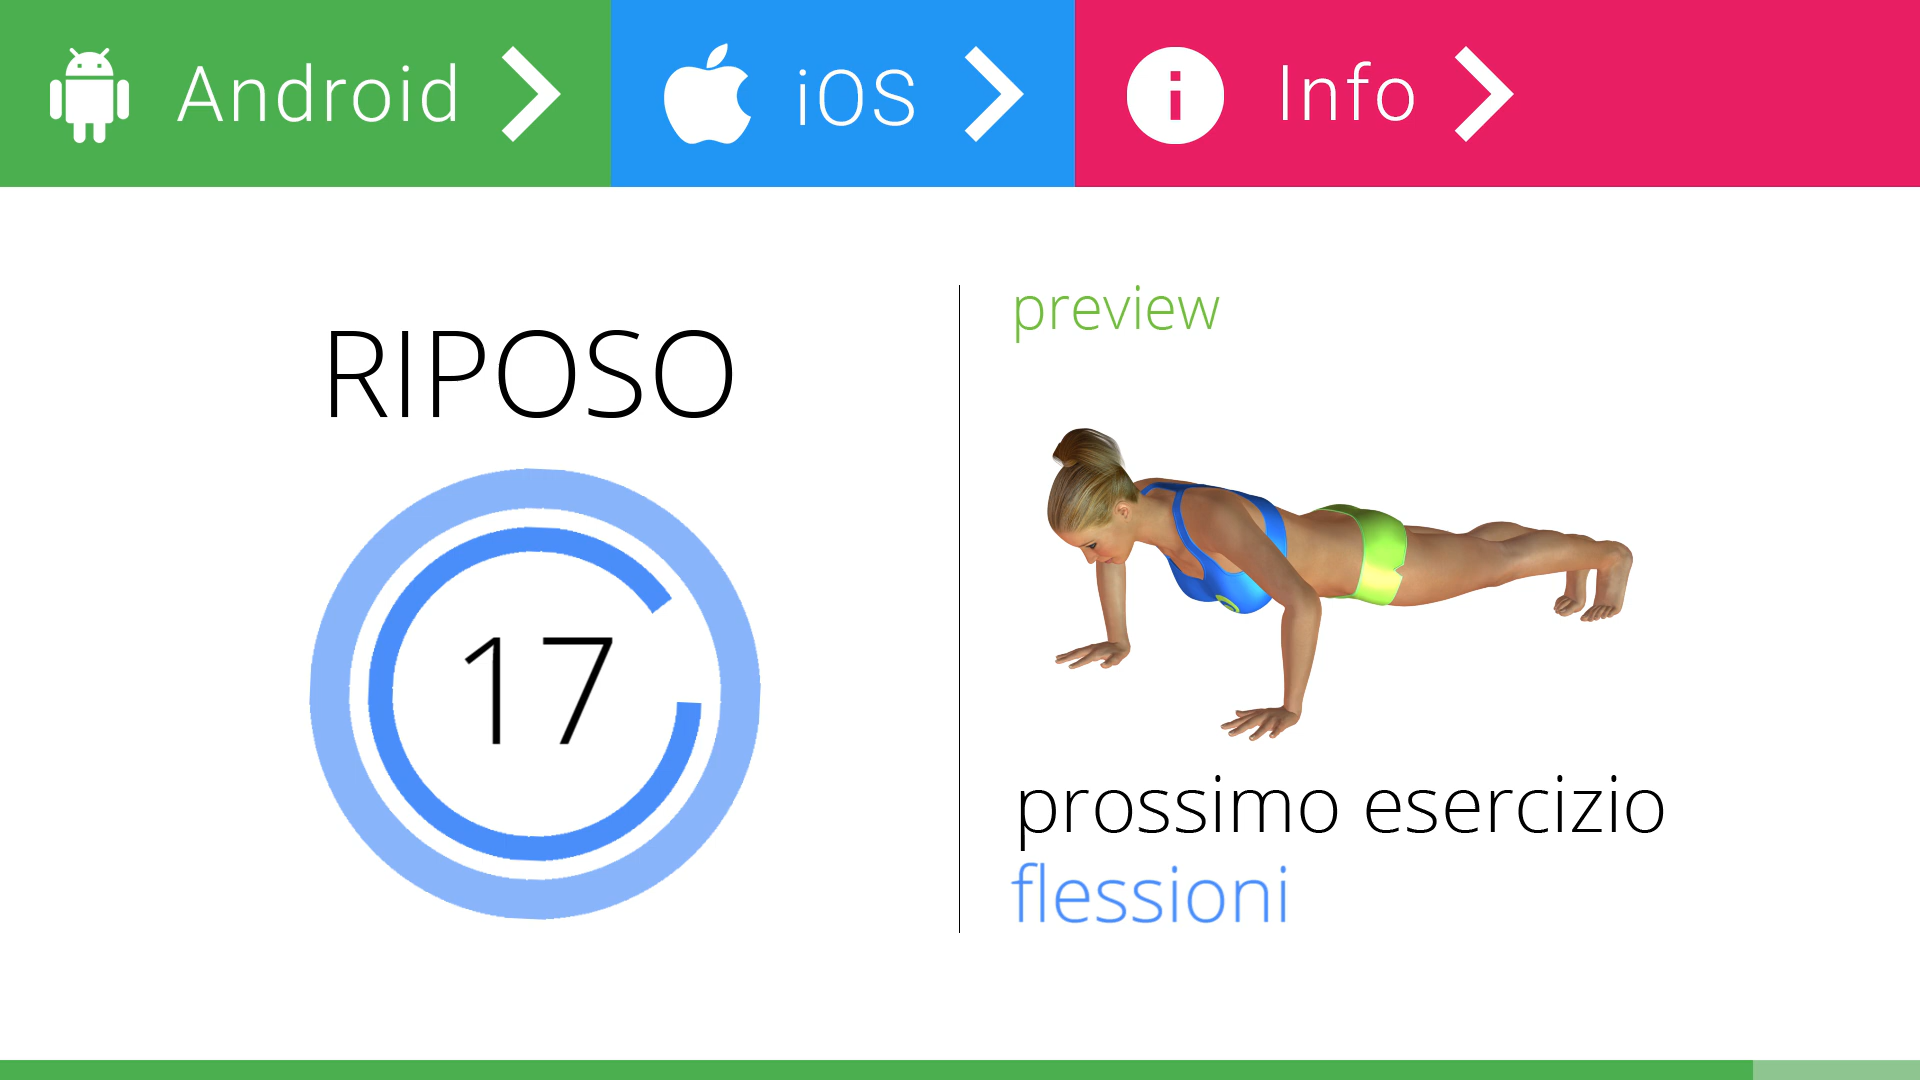 Android
iOS
Info
RIPOSO
17
preview
prossimo esercizio
flessioni